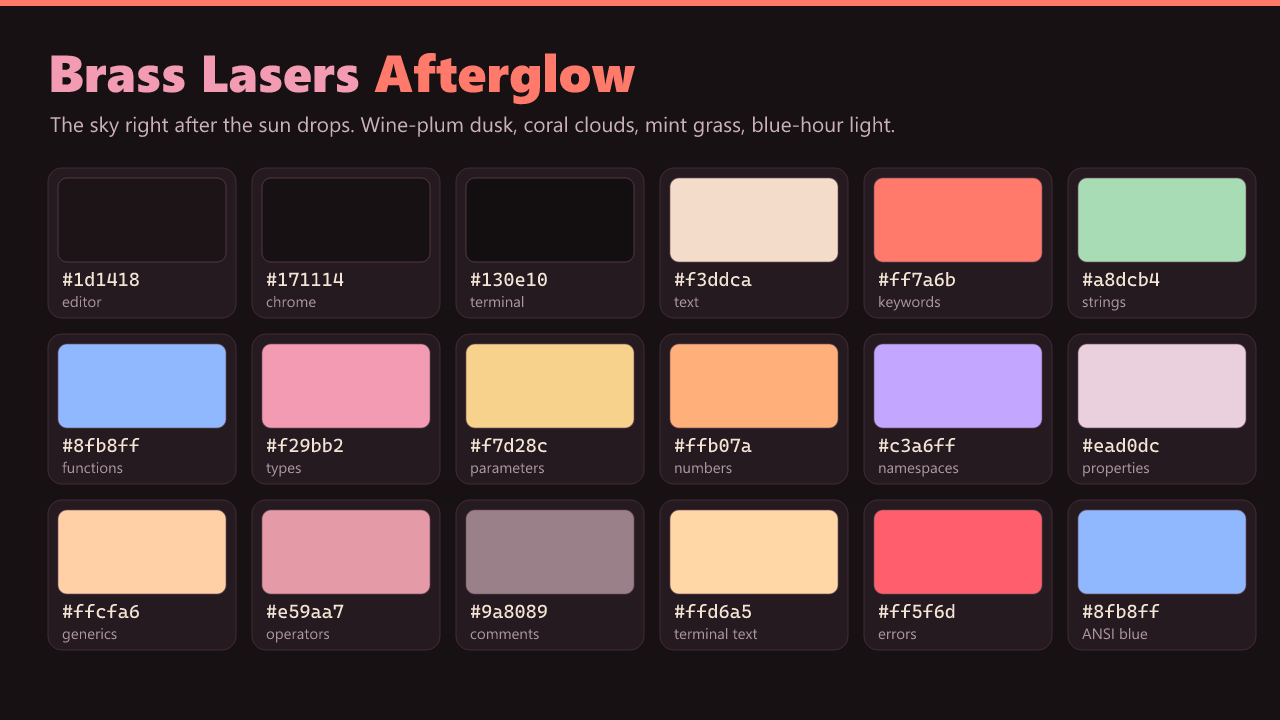 Brass Lasers Afterglow
The sky right after the sun drops. Wine-plum dusk, coral clouds, mint grass, blue-hour light.
#1d1418
editor
#171114
chrome
#130e10
terminal
#f3ddca
text
#ff7a6b
keywords
#a8dcb4
strings
#8fb8ff
functions
#f29bb2
types
#f7d28c
parameters
#ffb07a
numbers
#c3a6ff
namespaces
#ead0dc
properties
#ffcfa6
generics
#e59aa7
operators
#9a8089
comments
#ffd6a5
terminal text
#ff5f6d
errors
#8fb8ff
ANSI blue